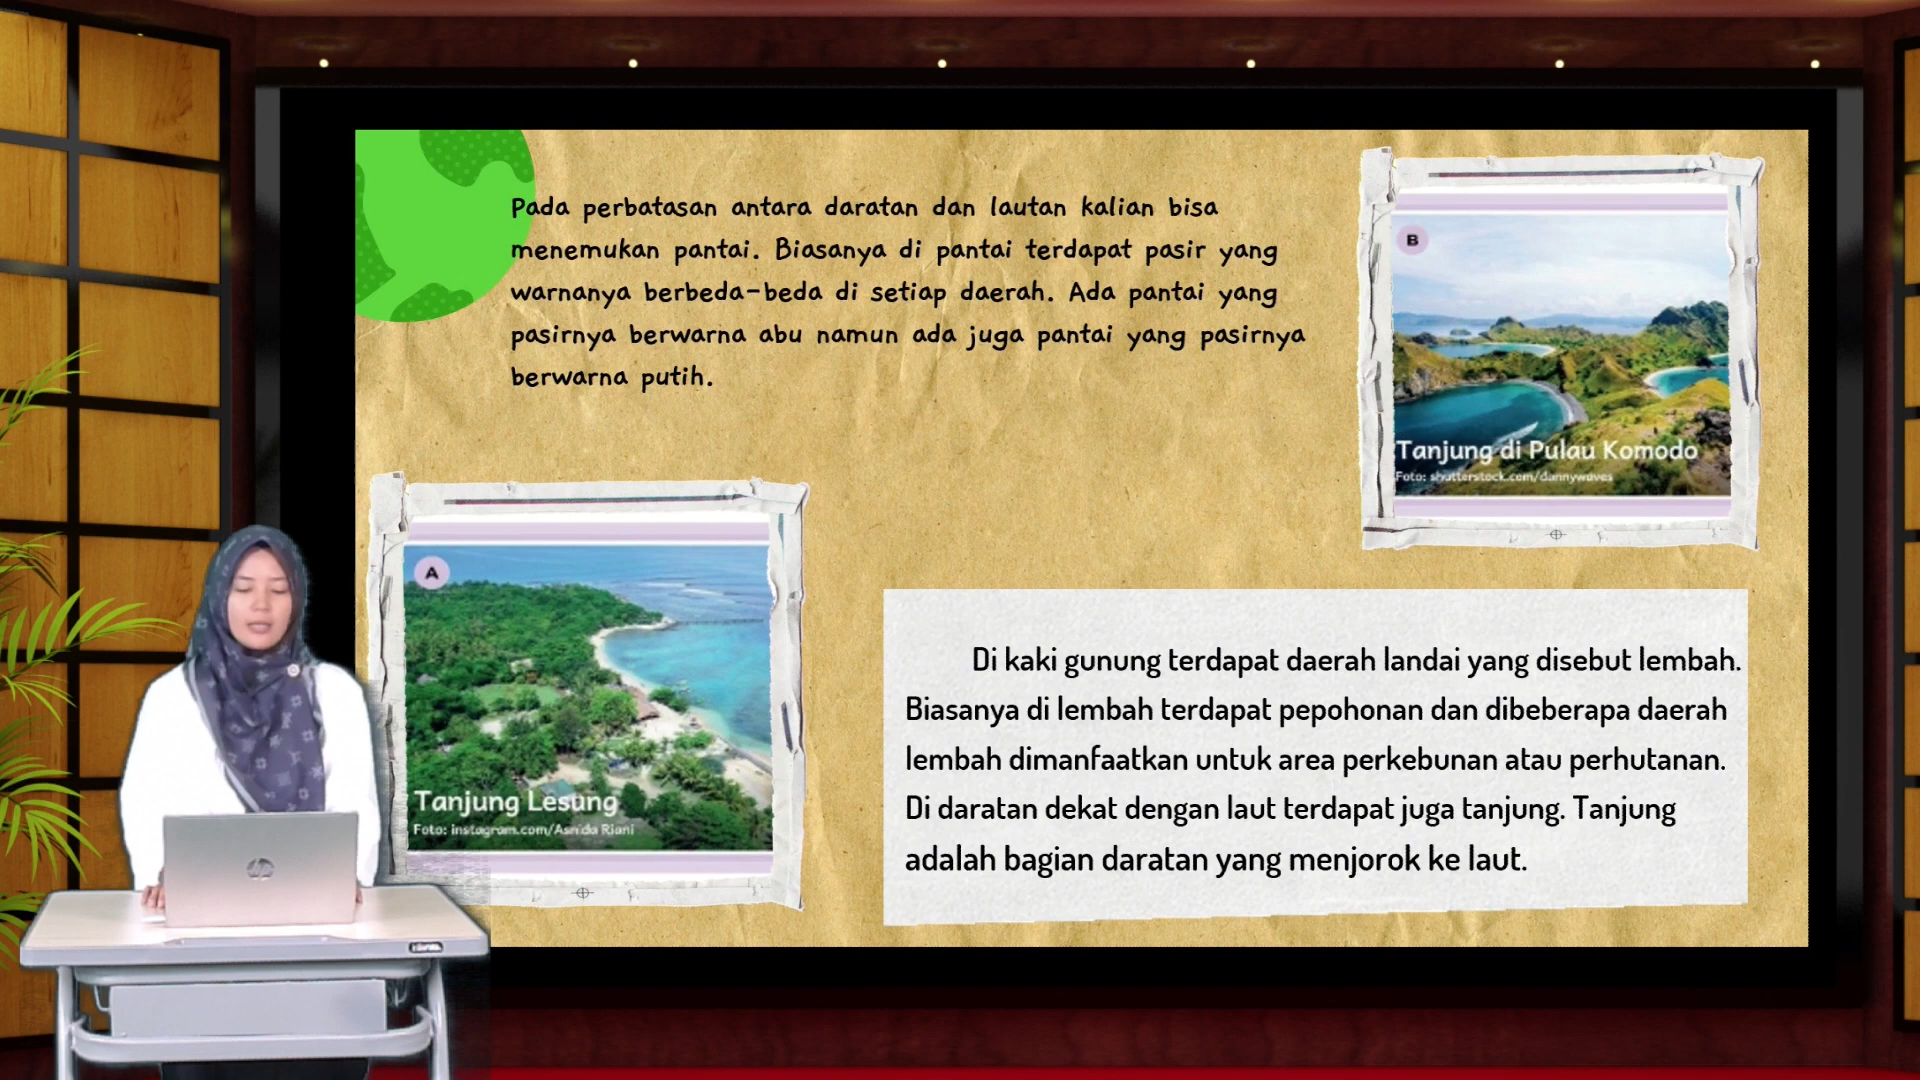 Pada perbatasan antara daratan dan lautan kalian bisa
menemukan pantai. Biasanya di pantai terdapat pasir yang
warnanya berbeda-beda di setiap daerah. Ada pantai yang
pasirnya berwarna abu namun ada juga pantai yang pasirnya
berwarna putih.
B
Tanjung di Pulau Komodo
Foto: shutterstock.com/dannywaves
A
Tanjung Lesung
Foto: instagram.com/Asnida Riani
Di kaki gunung terdapat daerah landai yang disebut lembah.
Biasanya di lembah terdapat pepohonan dan dibeberapa daerah
lembah dimanfaatkan untuk area perkebunan atau perhutanan.
Di daratan dekat dengan laut terdapat juga tanjung. Tanjung
adalah bagian daratan yang menjorok ke laut.
hp